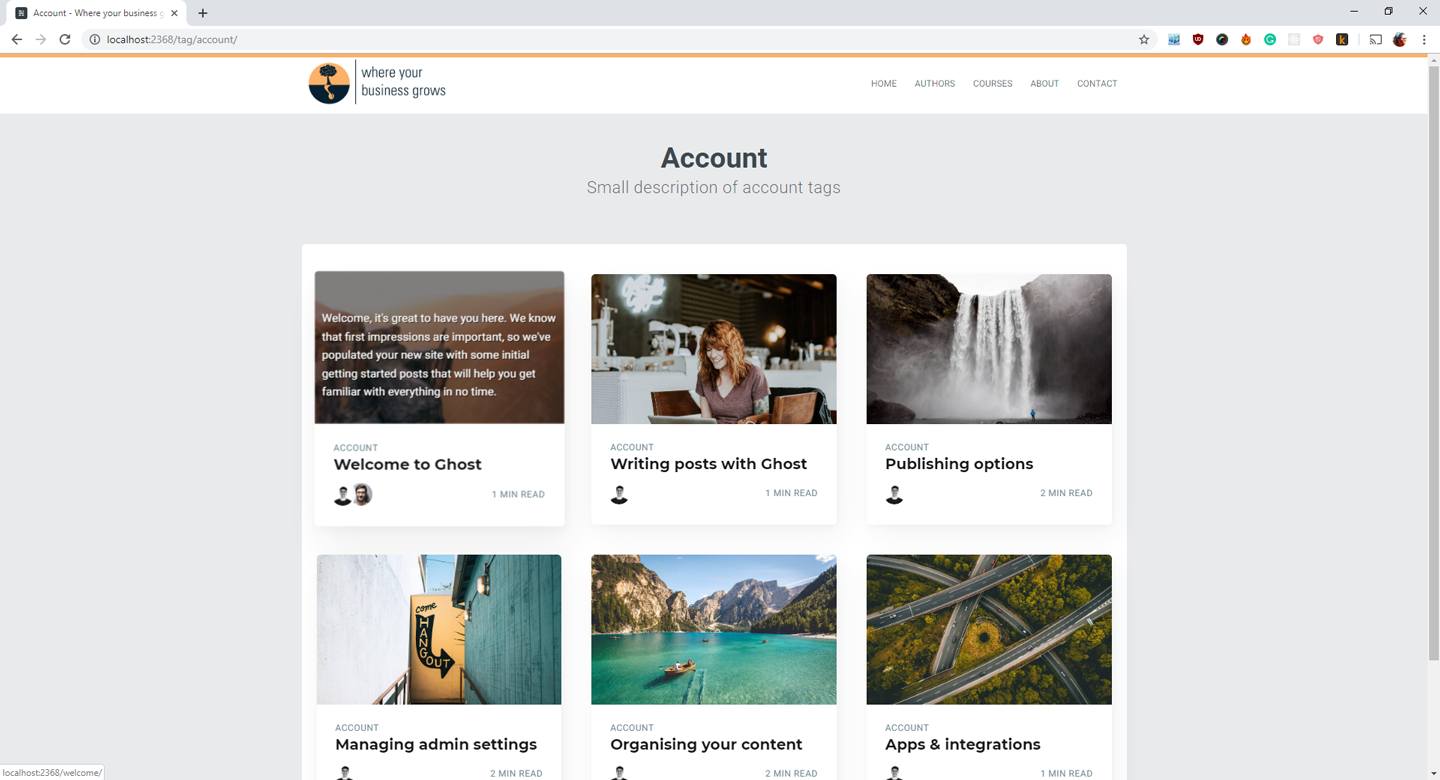 Account - Where your business g
localhost:2368/tag/account/
where your
business grows
HOME AUTHORS COURSES ABOUT CONTACT
Account
Small description of account tags
Welcome, it's great to have you here. We know
that first impressions are important, so we've
populated your new site with some initial
getting started posts that will help you get
familiar with everything in no time.
ACCOUNT
Welcome to Ghost
1 MIN READ
ACCOUNT
Writing posts with Ghost
1 MIN READ
ACCOUNT
Publishing options
2 MIN READ
come
HANGOUT
ACCOUNT
Managing admin settings
2 MIN READ
ACCOUNT
Organising your content
2 MIN READ
ACCOUNT
Apps & integrations
1 MIN READ
localhost:2368/welcome/